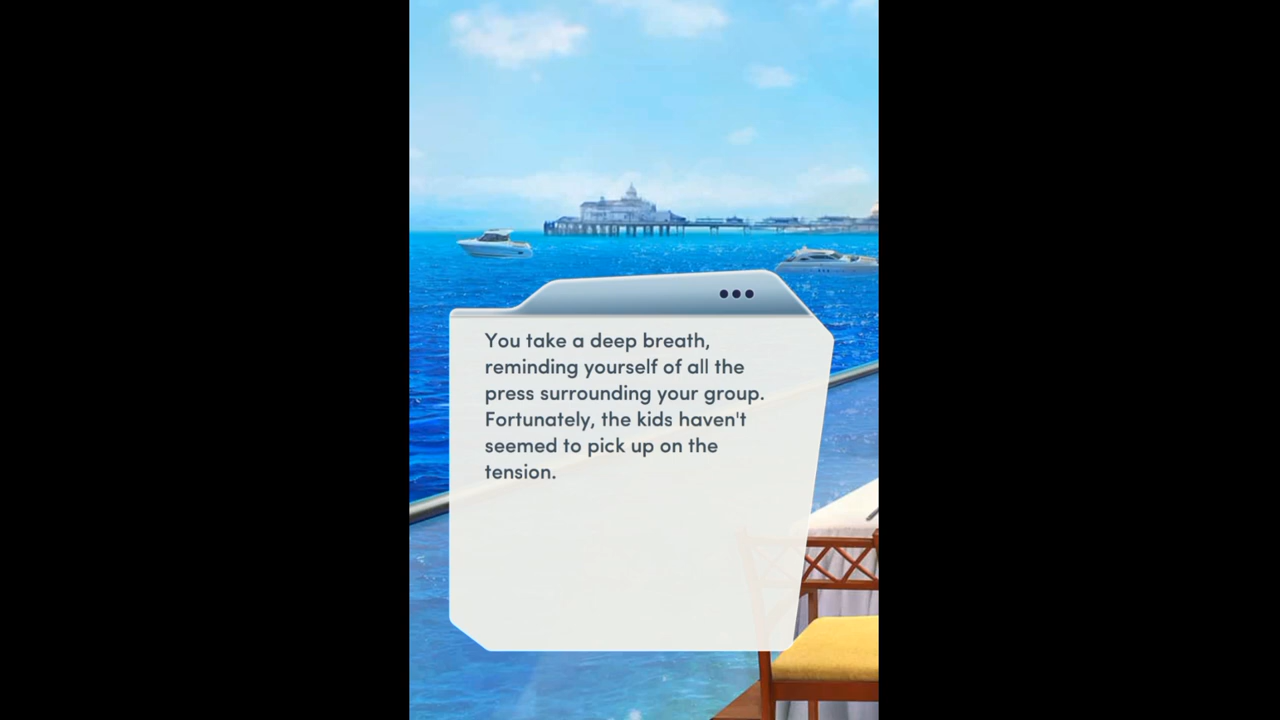 You take a deep breath,
reminding yourself of all the
press surrounding your group.
Fortunately, the kids haven't
seemed to pick up on the
tension.